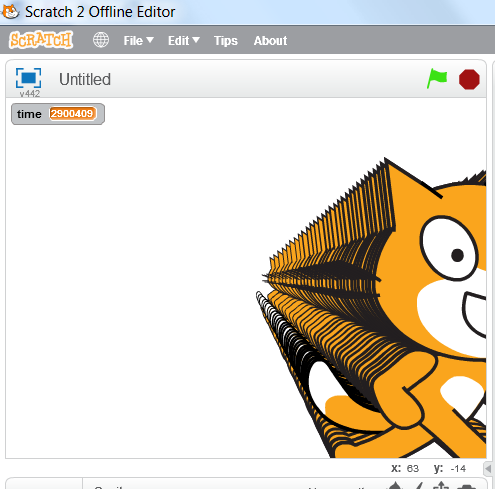 Scratch 2 Offline Editor
SCRATCH File Edit Tips About
Untitled
v442
time 2900409
x: 63 y: -14